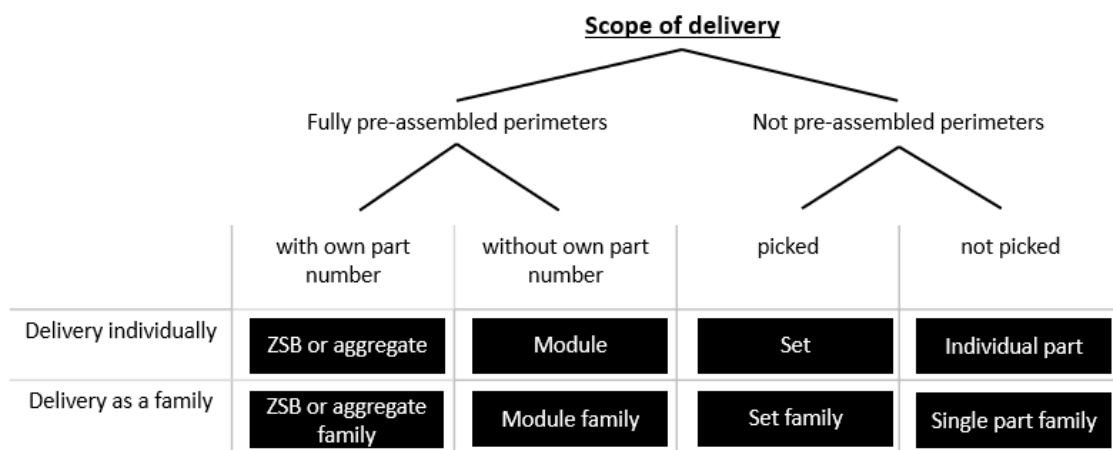 Scope of delivery
Fully pre-assembled perimeters
Not pre-assembled perimeters
with own part
number
without own part
number
picked
not picked
Delivery individually
ZSB or aggregate
Module
Set
Individual part
Delivery as a family
ZSB or aggregate
family
Module family
Set family
Single part family